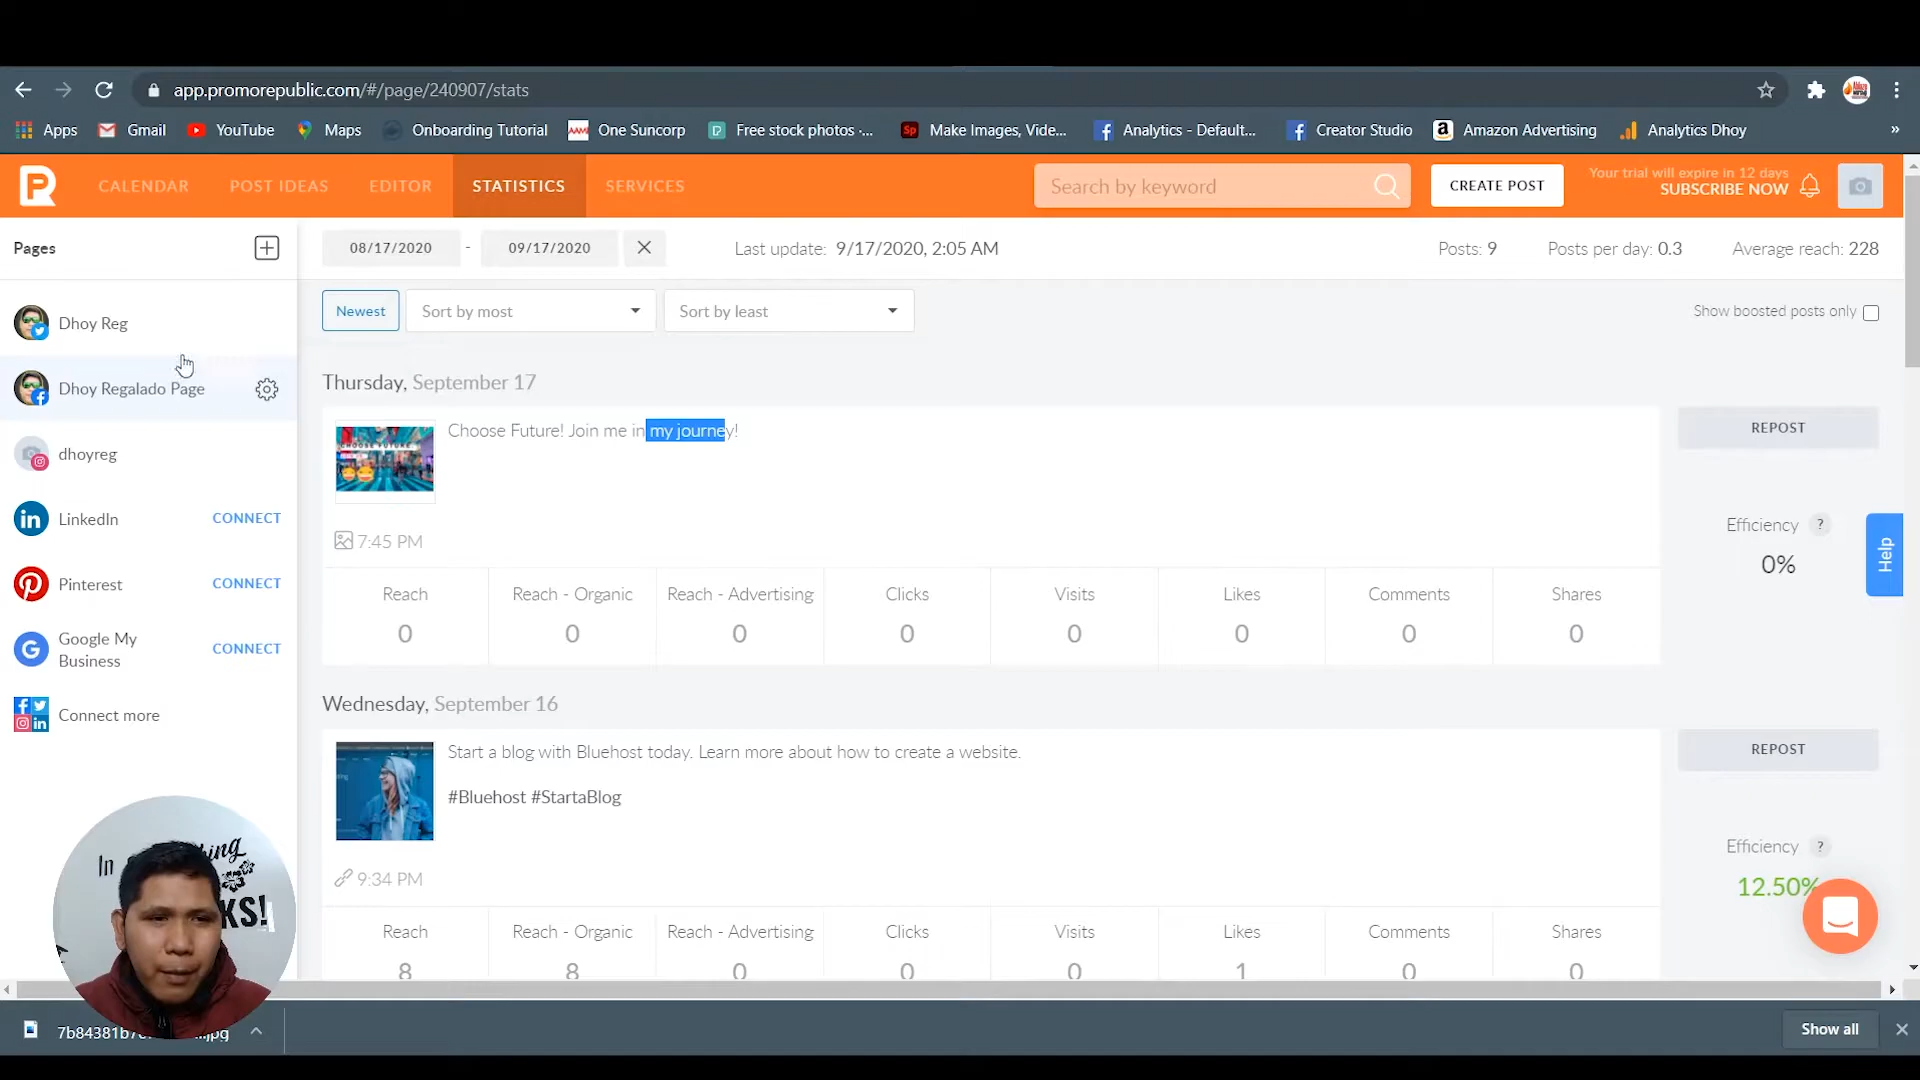 app.promorepublic.com/#/page/240907/stats
Apps Gmail YouTube Maps Onboarding Tutorial One Suncorp Free stock photos ·... Make Images, Vide... Analytics - Default... Creator Studio Amazon Advertising Analytics Dhoy »
CALENDAR POST IDEAS EDITOR STATISTICS SERVICES Search by keyword CREATE POST
Your trial will expire in 12 days
SUBSCRIBE NOW
Pages
08/17/2020 - 09/17/2020 Last update: 9/17/2020, 2:05 AM Posts: 9 Posts per day: 0.3 Average reach: 228
Newest Sort by most Sort by least Show boosted posts only
Dhoy Reg
Dhoy Regalado Page
dhoyreg
LinkedIn CONNECT
Pinterest CONNECT
Google My
Business CONNECT
Connect more
Thursday, September 17
Choose Future! Join me in my journey!
REPOST
CHOOSE FUTURE
7:45 PM
Efficiency ?
0%
Reach Reach - Organic Reach - Advertising Clicks Visits Likes Comments Shares
0 0 0 0 0 0 0 0
Help
Wednesday, September 16
Start a blog with Bluehost today. Learn more about how to create a website.
#Bluehost #StartaBlog
REPOST
9:34 PM
Efficiency ?
12.50%
Reach Reach - Organic Reach - Advertising Clicks Visits Likes Comments Shares
8 8 0 0 0 1 0 0
In
Show all